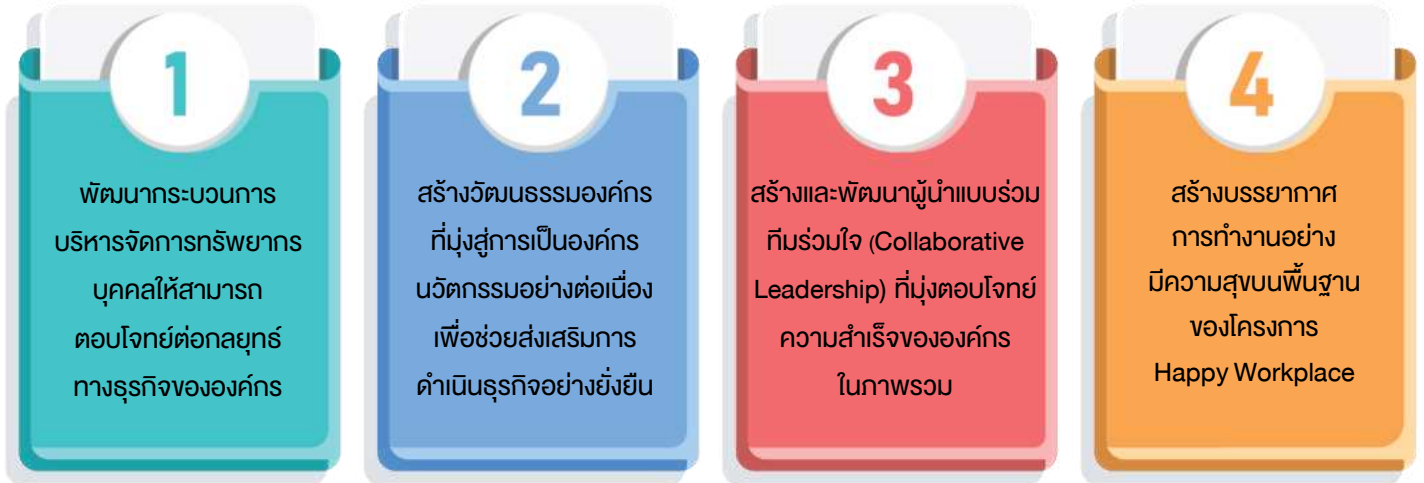 1
พัฒนากระบวนการ
บริหารจัดการทรัพยากร
บุคคลให้สามารถ
ตอบโจทย์ต่อกลยุทธ์
ทางธุรกิจขององค์กร
2
สร้างวัฒนธรรมองค์กร
ที่มุ่งสู่การเป็นองค์กร
นวัตกรรมอย่างต่อเนื่อง
เพื่อช่วยส่งเสริมการ
ดำเนินธุรกิจอย่างยั่งยืน
3
สร้างและพัฒนาผู้นำแบบร่วม
ทีมร่วมใจ (Collaborative
Leadership) ที่มุ่งตอบโจทย์
ความสำเร็จขององค์กร
ในภาพรวม
4
สร้างบรรยากาศ
การทำงานอย่าง
มีความสุขบนพื้นฐาน
ของโครงการ
Happy Workplace